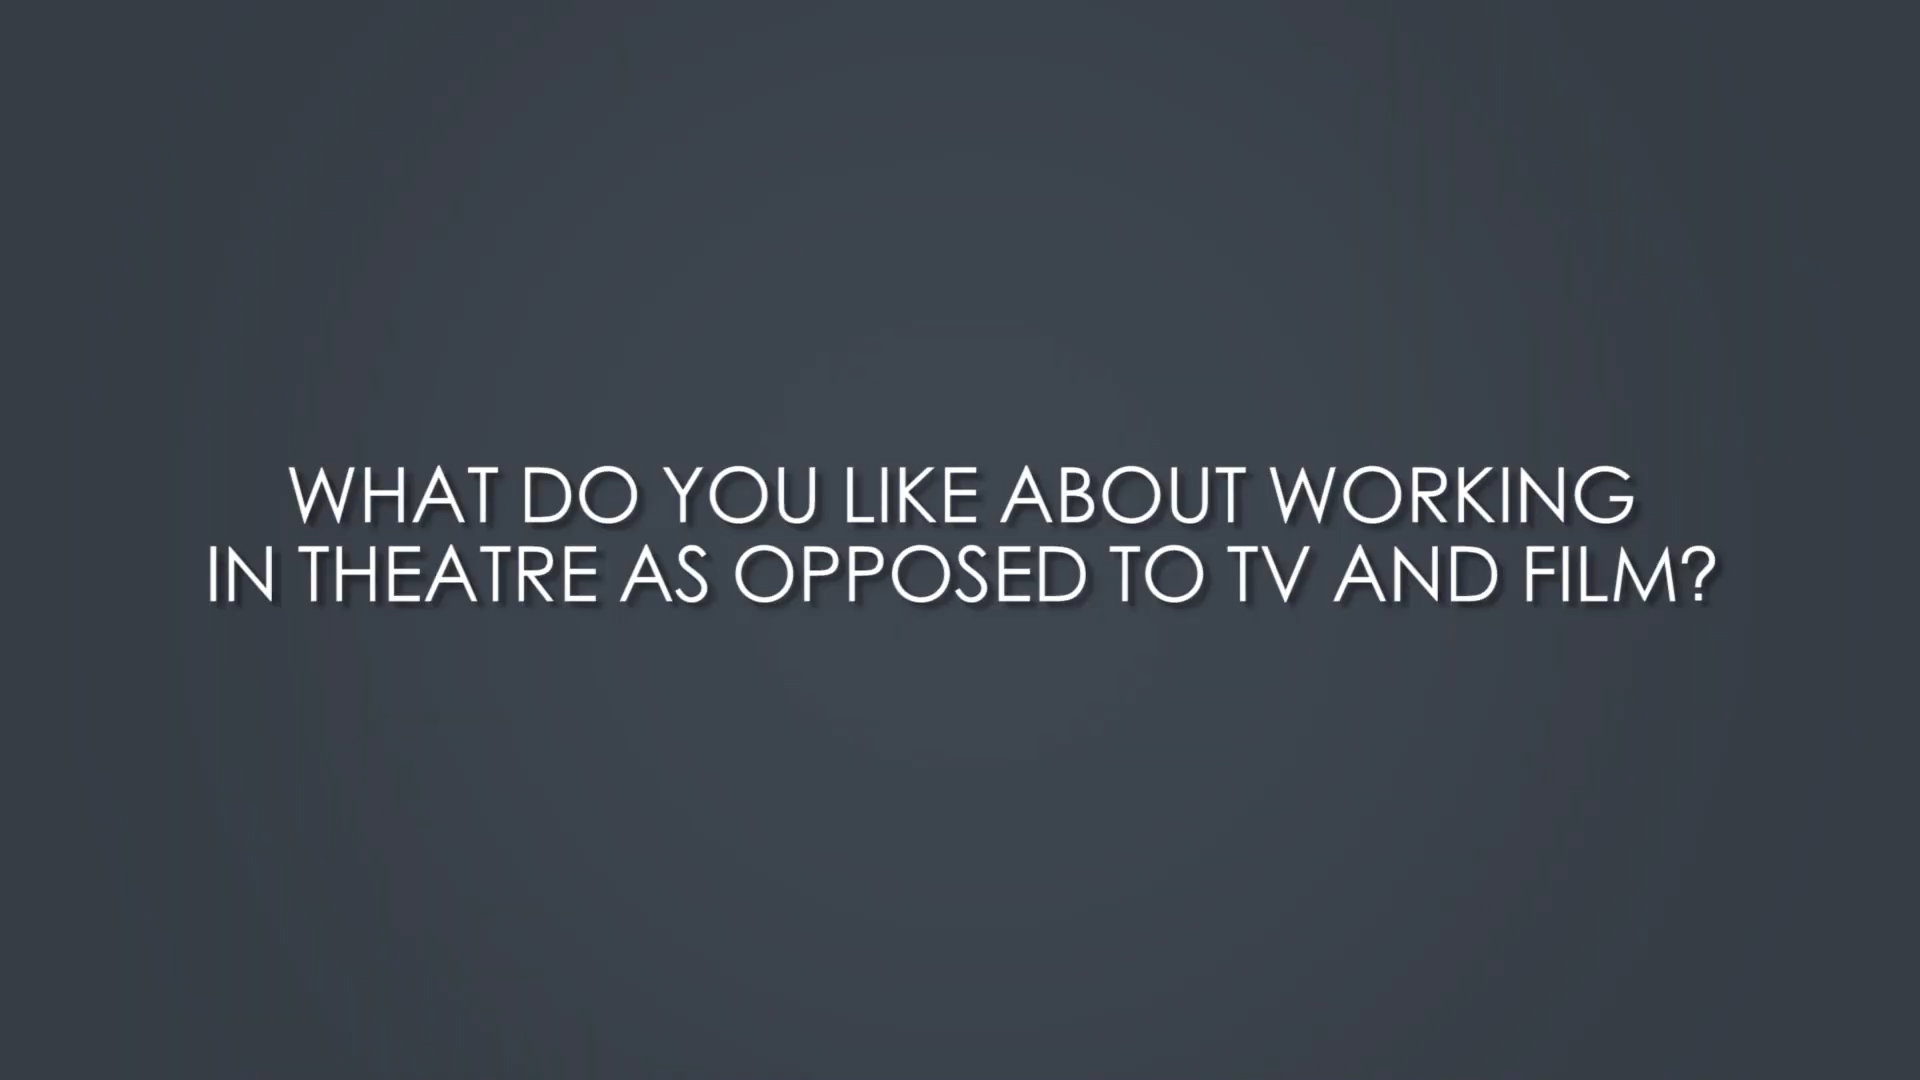 WHAT DO YOU LIKE ABOUT WORKING
IN THEATRE AS OPPOSED TO TV AND FILM?